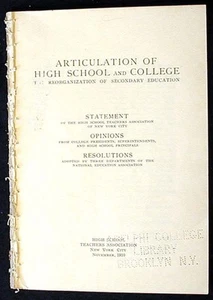 ARTICULATION OF
HIGH SCHOOL AND COLLEGE
REORGANIZATION OF SECONDARY EDUCATION
STATEMENT
OF THE HIGH SCHOOL TEACHERS ASSOCIATION
OF NEW YORK CITY
OPINIONS
FROM COLLEGE PRESIDENTS, SUPERINTENDENTS,
AND HIGH SCHOOL PRINCIPALS
RESOLUTIONS
ADOPTED BY THREE DEPARTMENTS OF THE
NATIONAL EDUCATION ASSOCIATION
HIGH SCHOOL
TEACHERS ASSOCIATION
NEW YORK CITY
NOVEMBER,
COLLEGE
LIBRARY
BROOKLYN N.Y.